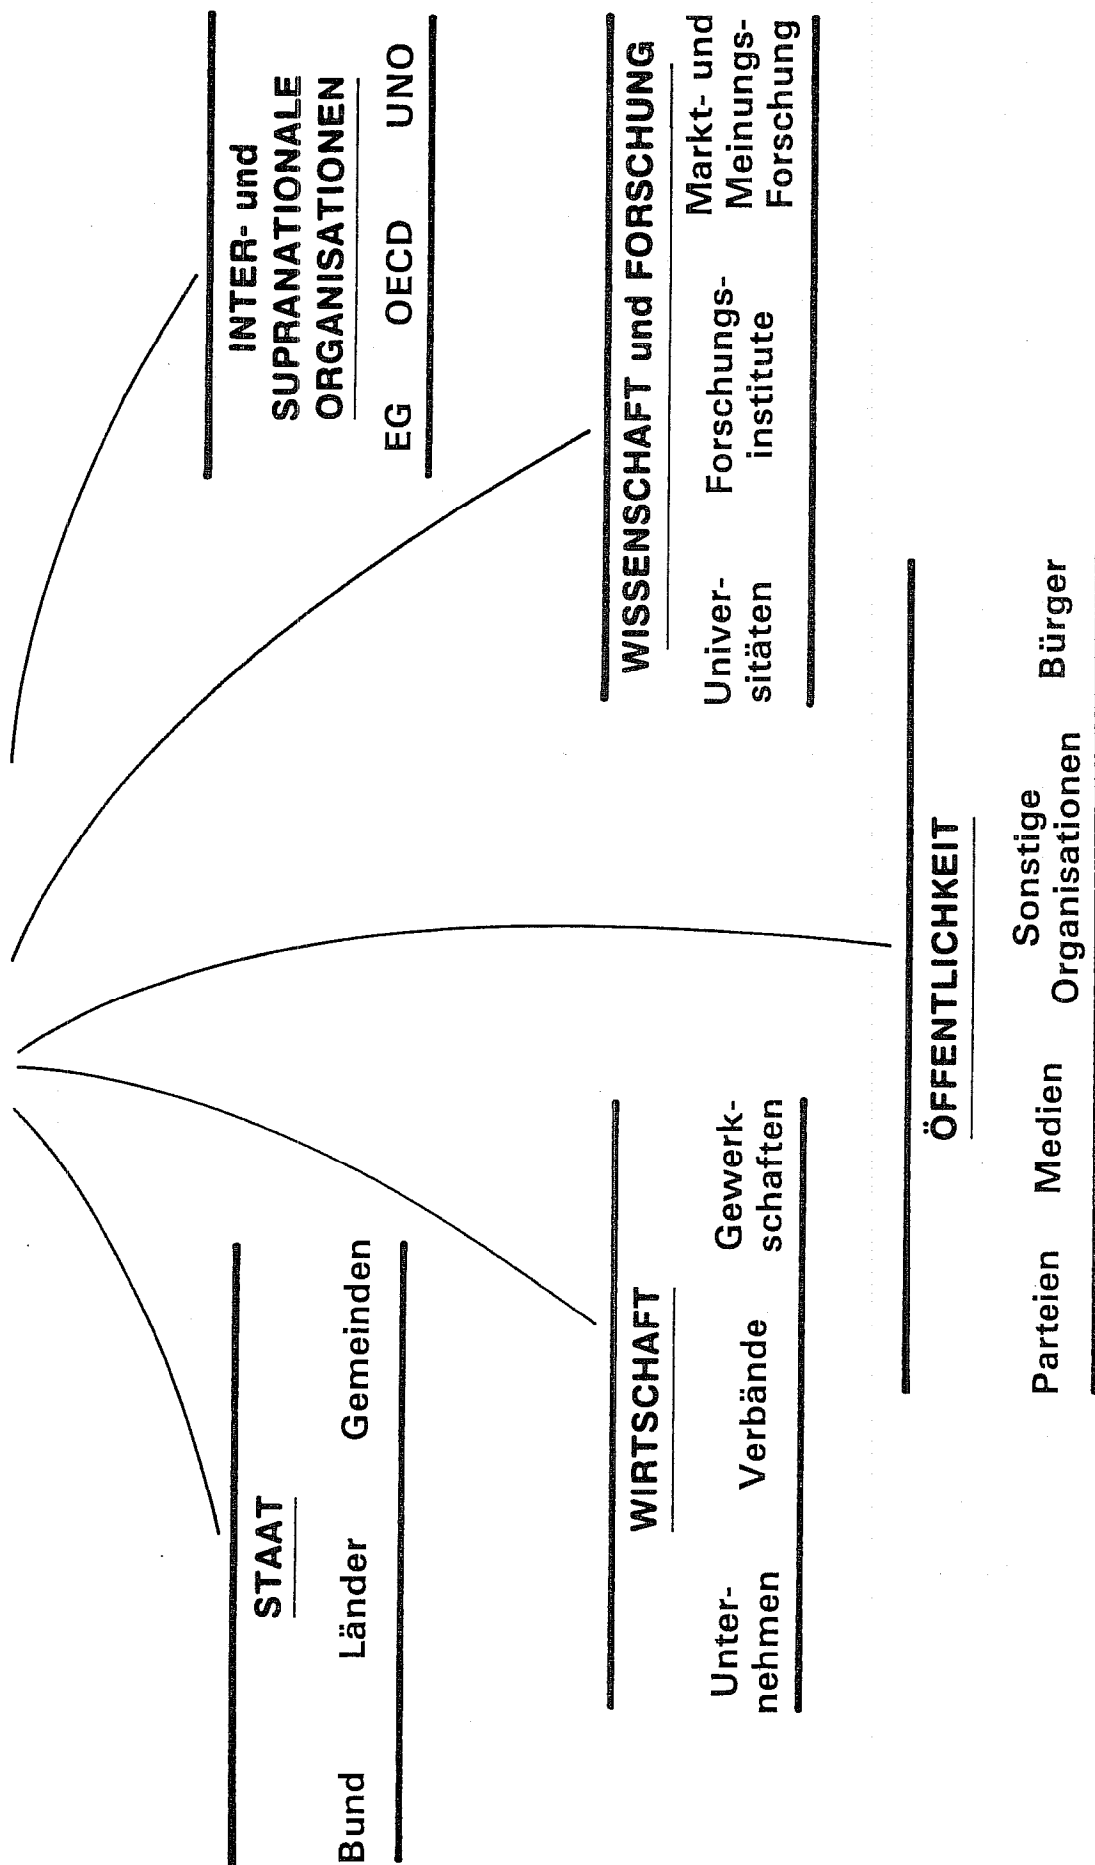 STAAT
Bund Länder Gemeinden
INTER- und
SUPRANATIONALE
ORGANISATIONEN
EG OECD UNO
WIRTSCHAFT
Unter-
nehmen
Verbände
Gewerk-
schaften
WISSENSCHAFT und FORSCHUNG
Univer-
sitäten
Forschungs-
institute
Markt- und
Meinungs-
Forschung
ÖFFENTLICHKEIT
Parteien Medien
Sonstige
Organisationen
Bürger